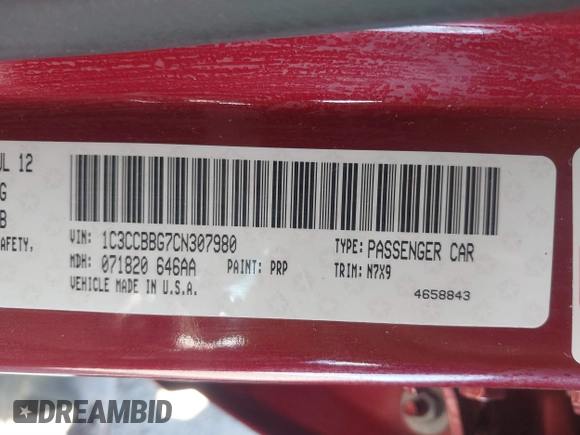 UL 12
G
B
AFETY,
VIN: 1C3CCBBG7CN307980
TYPE: PASSENGER CAR
MDH: 071820 646AA
PAINT: PRP
TRIM: N7X9
VEHICLE MADE IN U.S.A.
4658843
DREAMBID